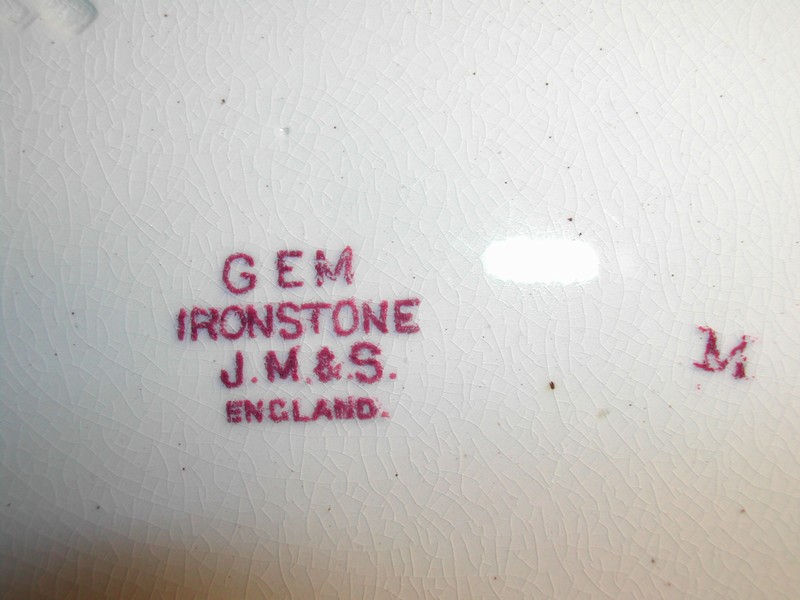 GEM
IRONSTONE
J.M.&S.
ENGLAND.
M